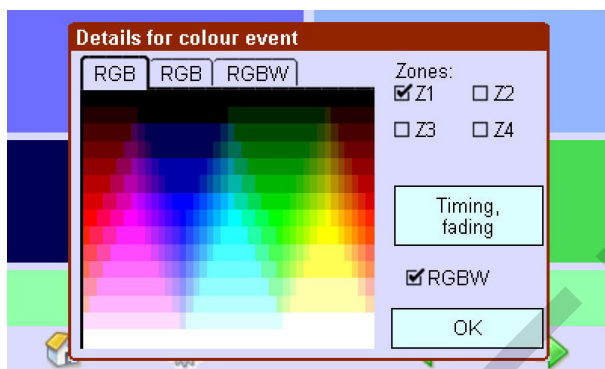 Details for colour event
RGB RGB RGBW
Zones:
Z1 Z2
Z3 Z4
Timing,
fading
RGBW
OK